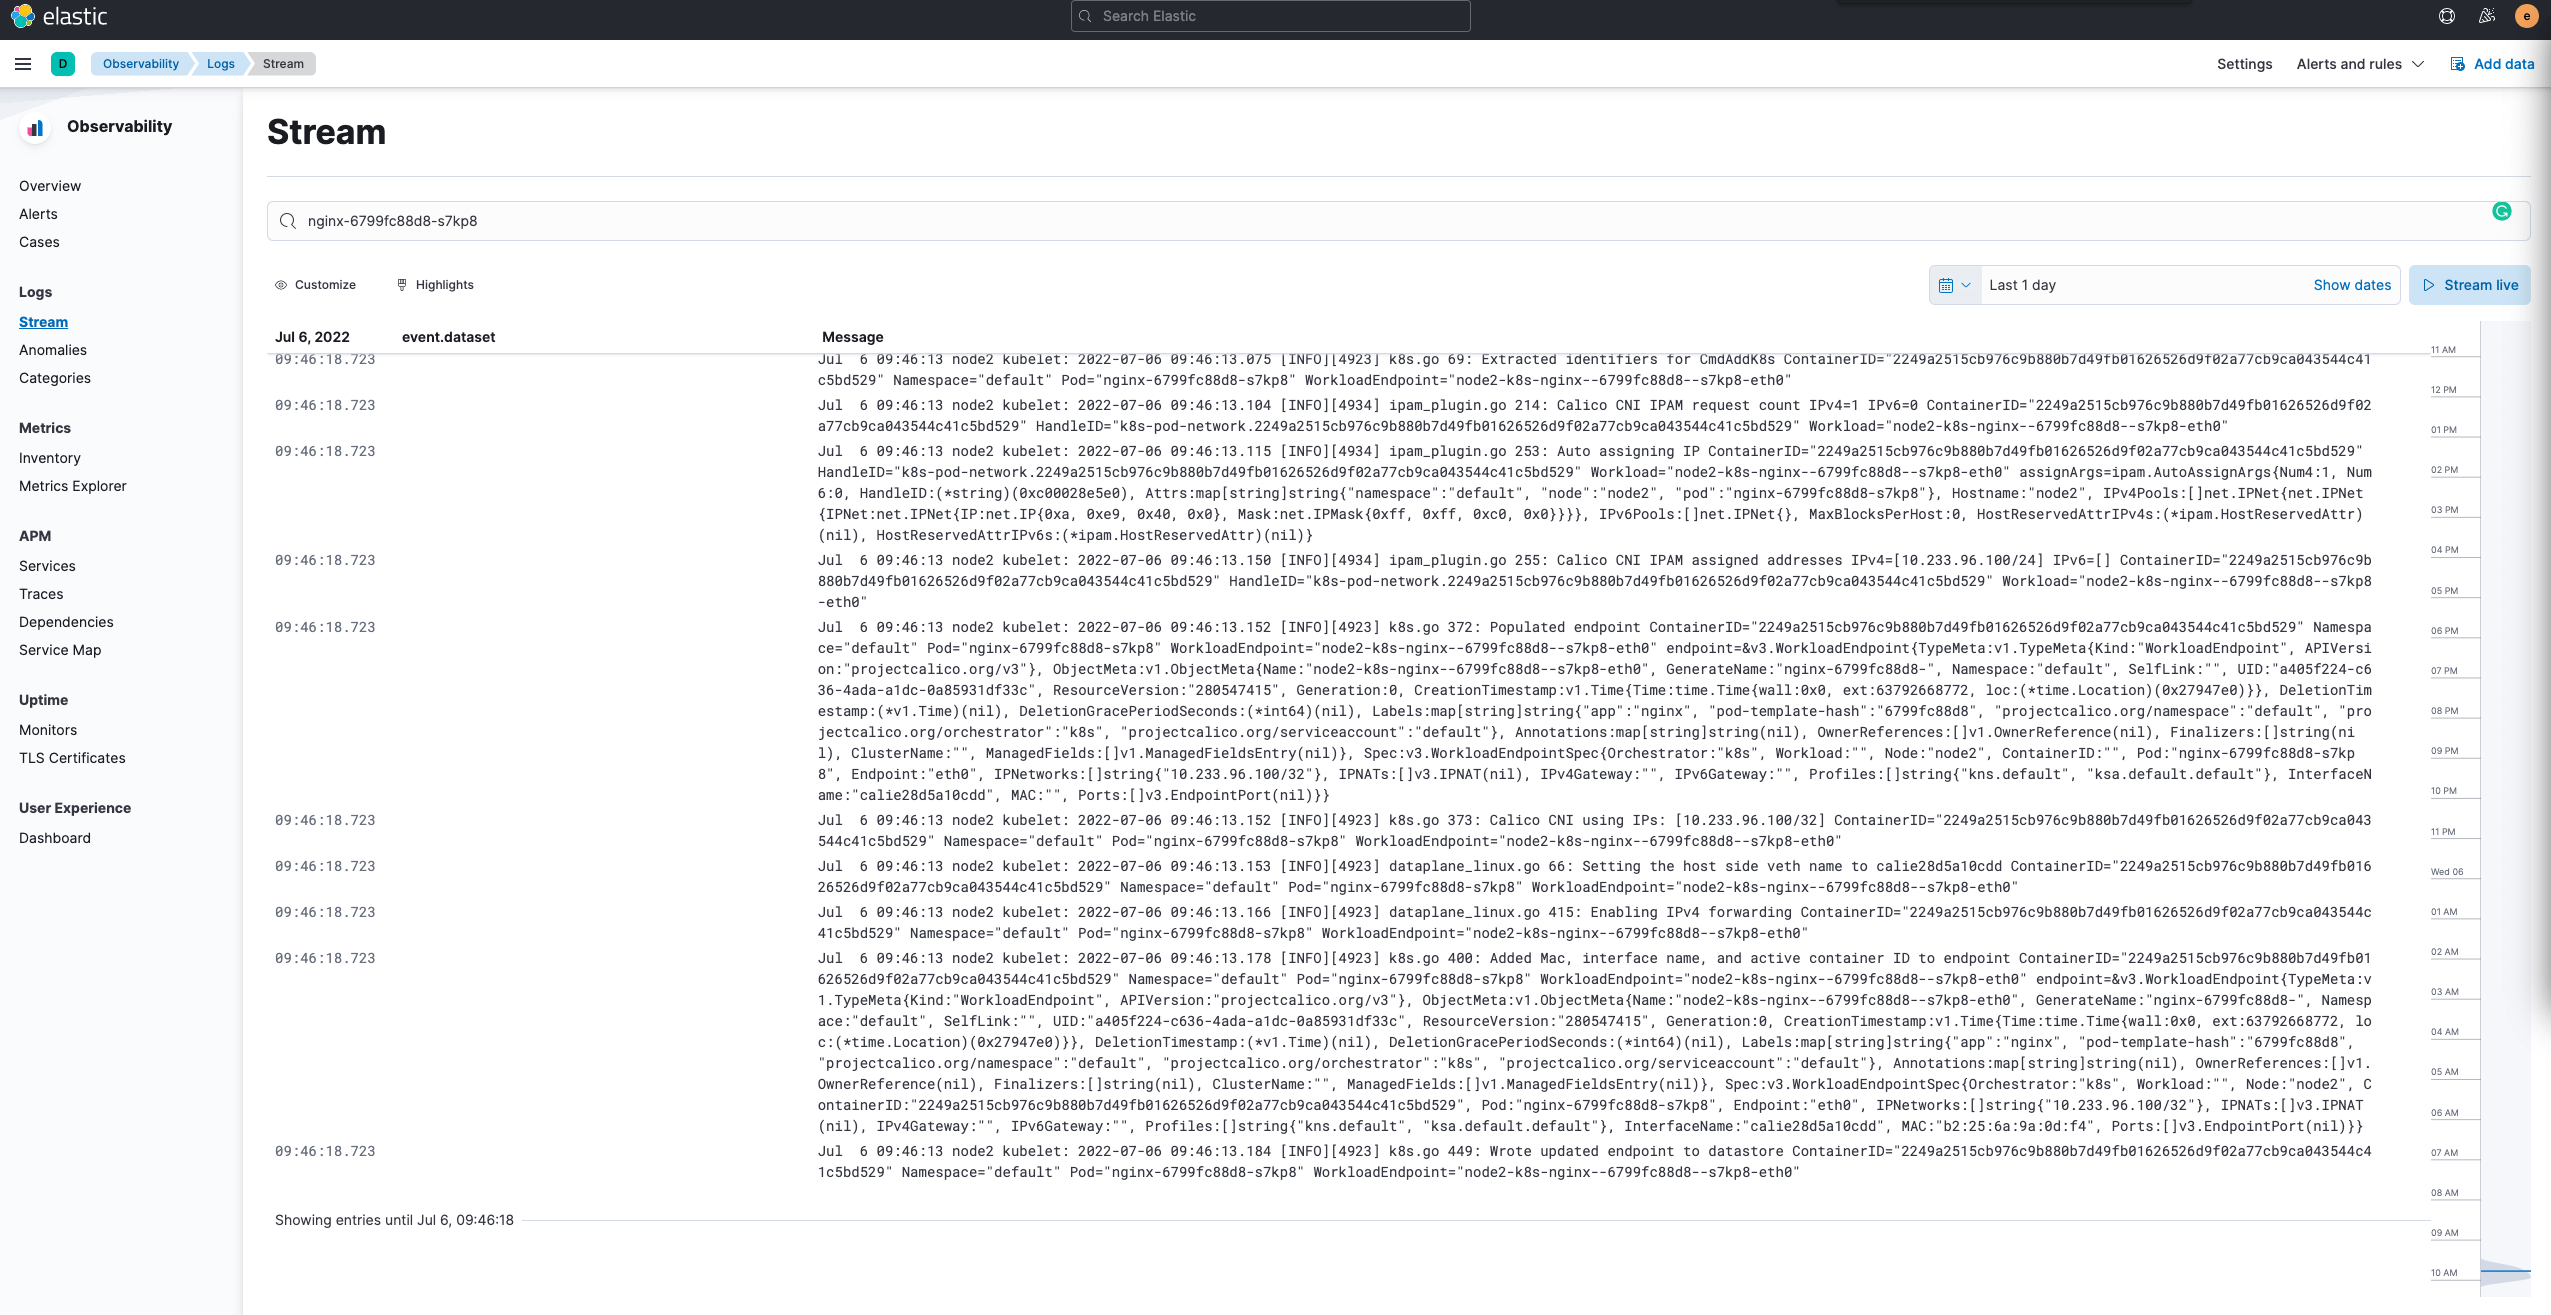 elastic
Search Elastic
e
D
Observability
Logs
Stream
Settings
Alerts and rules
Add data
Observability
Overview
Alerts
Cases
Logs
Stream
Anomalies
Categories
Metrics
Inventory
Metrics Explorer
APM
Services
Traces
Dependencies
Service Map
Uptime
Monitors
TLS Certificates
User Experience
Dashboard
Stream
nginx-6799fc88d8-s7kp8
Customize
Highlights
Last 1 day
Show dates
Stream live
Jul 6, 2022 event.dataset Message
09:46:18.723 Jul  6 09:46:13 node2 kubelet: 2022-07-06 09:46:13.075 [INFO][4923] k8s.go 69: Extracted identifiers for CmdAddK8s ContainerID="2249a2515cb976c9b880b7d49fb01626526d9f02a77cb9ca043544c41
c5bd529" Namespace="default" Pod="nginx-6799fc88d8-s7kp8" WorkloadEndpoint="node2-k8s-nginx--6799fc88d8--s7kp8-eth0"
09:46:18.723 Jul  6 09:46:13 node2 kubelet: 2022-07-06 09:46:13.104 [INFO][4934] ipam_plugin.go 214: Calico CNI IPAM request count IPv4=1 IPv6=0 ContainerID="2249a2515cb976c9b880b7d49fb01626526d9f02
a77cb9ca043544c41c5bd529" HandleID="k8s-pod-network.2249a2515cb976c9b880b7d49fb01626526d9f02a77cb9ca043544c41c5bd529" Workload="node2-k8s-nginx--6799fc88d8--s7kp8-eth0"
09:46:18.723 Jul  6 09:46:13 node2 kubelet: 2022-07-06 09:46:13.115 [INFO][4934] ipam_plugin.go 253: Auto assigning IP ContainerID="2249a2515cb976c9b880b7d49fb01626526d9f02a77cb9ca043544c41c5bd529"
HandleID="k8s-pod-network.2249a2515cb976c9b880b7d49fb01626526d9f02a77cb9ca043544c41c5bd529" Workload="node2-k8s-nginx--6799fc88d8--s7kp8-eth0" assignArgs=ipam.AutoAssignArgs{Num4:1, Num
6:0, HandleID:(*string)(0xc00028e5e0), Attrs:map[string]string{"namespace":"default", "node":"node2", "pod":"nginx-6799fc88d8-s7kp8"}, Hostname:"node2", IPv4Pools:[]net.IPNet{net.IPNet
{IPNet:net.IPNet{IP:net.IP{0xa, 0xe9, 0x40, 0x0}, Mask:net.IPMask{0xff, 0xff, 0xc0, 0x0}}}}, IPv6Pools:[]net.IPNet{}, MaxBlocksPerHost:0, HostReservedAttrIPv4s:(*ipam.HostReservedAttr)
(nil), HostReservedAttrIPv6s:(*ipam.HostReservedAttr)(nil)}
09:46:18.723 Jul  6 09:46:13 node2 kubelet: 2022-07-06 09:46:13.150 [INFO][4934] ipam_plugin.go 255: Calico CNI IPAM assigned addresses IPv4=[10.233.96.100/24] IPv6=[] ContainerID="2249a2515cb976c9b
880b7d49fb01626526d9f02a77cb9ca043544c41c5bd529" HandleID="k8s-pod-network.2249a2515cb976c9b880b7d49fb01626526d9f02a77cb9ca043544c41c5bd529" Workload="node2-k8s-nginx--6799fc88d8--s7kp8
-eth0"
09:46:18.723 Jul  6 09:46:13 node2 kubelet: 2022-07-06 09:46:13.152 [INFO][4923] k8s.go 372: Populated endpoint ContainerID="2249a2515cb976c9b880b7d49fb01626526d9f02a77cb9ca043544c41c5bd529" Namespa
ce="default" Pod="nginx-6799fc88d8-s7kp8" WorkloadEndpoint="node2-k8s-nginx--6799fc88d8--s7kp8-eth0" endpoint=&v3.WorkloadEndpoint{TypeMeta:v1.TypeMeta{Kind:"WorkloadEndpoint", APIVersi
on:"projectcalico.org/v3"}, ObjectMeta:v1.ObjectMeta{Name:"node2-k8s-nginx--6799fc88d8--s7kp8-eth0", GenerateName:"nginx-6799fc88d8-", Namespace:"default", SelfLink:"", UID:"a405f224-c6
36-4ada-a1dc-0a85931df33c", ResourceVersion:"280547415", Generation:0, CreationTimestamp:v1.Time{Time:time.Time{wall:0x0, ext:63792668772, loc:(*time.Location)(0x27947e0)}}, DeletionTim
estamp:(*v1.Time)(nil), DeletionGracePeriodSeconds:(*int64)(nil), Labels:map[string]string{"app":"nginx", "pod-template-hash":"6799fc88d8", "projectcalico.org/namespace":"default", "pro
jectcalico.org/orchestrator":"k8s", "projectcalico.org/serviceaccount":"default"}, Annotations:map[string]string(nil), OwnerReferences:[]v1.OwnerReference(nil), Finalizers:[]string(ni
l), ClusterName:"", ManagedFields:[]v1.ManagedFieldsEntry(nil)}, Spec:v3.WorkloadEndpointSpec{Orchestrator:"k8s", Workload:"", Node:"node2", ContainerID:"", Pod:"nginx-6799fc88d8-s7kp
8", Endpoint:"eth0", IPNetworks:[]string{"10.233.96.100/32"}, IPNATs:[]v3.IPNAT(nil), IPv4Gateway:"", IPv6Gateway:"", Profiles:[]string{"kns.default", "ksa.default.default"}, InterfaceN
ame:"calie28d5a10cdd", MAC:"", Ports:[]v3.EndpointPort(nil)}}
09:46:18.723 Jul  6 09:46:13 node2 kubelet: 2022-07-06 09:46:13.152 [INFO][4923] k8s.go 373: Calico CNI using IPs: [10.233.96.100/32] ContainerID="2249a2515cb976c9b880b7d49fb01626526d9f02a77cb9ca043
544c41c5bd529" Namespace="default" Pod="nginx-6799fc88d8-s7kp8" WorkloadEndpoint="node2-k8s-nginx--6799fc88d8--s7kp8-eth0"
09:46:18.723 Jul  6 09:46:13 node2 kubelet: 2022-07-06 09:46:13.153 [INFO][4923] dataplane_linux.go 66: Setting the host side veth name to calie28d5a10cdd ContainerID="2249a2515cb976c9b880b7d49fb016
26526d9f02a77cb9ca043544c41c5bd529" Namespace="default" Pod="nginx-6799fc88d8-s7kp8" WorkloadEndpoint="node2-k8s-nginx--6799fc88d8--s7kp8-eth0"
09:46:18.723 Jul  6 09:46:13 node2 kubelet: 2022-07-06 09:46:13.166 [INFO][4923] dataplane_linux.go 415: Enabling IPv4 forwarding ContainerID="2249a2515cb976c9b880b7d49fb01626526d9f02a77cb9ca043544c
41c5bd529" Namespace="default" Pod="nginx-6799fc88d8-s7kp8" WorkloadEndpoint="node2-k8s-nginx--6799fc88d8--s7kp8-eth0"
09:46:18.723 Jul  6 09:46:13 node2 kubelet: 2022-07-06 09:46:13.178 [INFO][4923] k8s.go 400: Added Mac, interface name, and active container ID to endpoint ContainerID="2249a2515cb976c9b880b7d49fb01
626526d9f02a77cb9ca043544c41c5bd529" Namespace="default" Pod="nginx-6799fc88d8-s7kp8" WorkloadEndpoint="node2-k8s-nginx--6799fc88d8--s7kp8-eth0" endpoint=&v3.WorkloadEndpoint{TypeMeta:v
1.TypeMeta{Kind:"WorkloadEndpoint", APIVersion:"projectcalico.org/v3"}, ObjectMeta:v1.ObjectMeta{Name:"node2-k8s-nginx--6799fc88d8--s7kp8-eth0", GenerateName:"nginx-6799fc88d8-", Namesp
ace:"default", SelfLink:"", UID:"a405f224-c636-4ada-a1dc-0a85931df33c", ResourceVersion:"280547415", Generation:0, CreationTimestamp:v1.Time{Time:time.Time{wall:0x0, ext:63792668772, lo
c:(*time.Location)(0x27947e0)}}, DeletionTimestamp:(*v1.Time)(nil), DeletionGracePeriodSeconds:(*int64)(nil), Labels:map[string]string{"app":"nginx", "pod-template-hash":"6799fc88d8",
"projectcalico.org/namespace":"default", "projectcalico.org/orchestrator":"k8s", "projectcalico.org/serviceaccount":"default"}, Annotations:map[string]string(nil), OwnerReferences:[]v1.
OwnerReference(nil), Finalizers:[]string(nil), ClusterName:"", ManagedFields:[]v1.ManagedFieldsEntry(nil)}, Spec:v3.WorkloadEndpointSpec{Orchestrator:"k8s", Workload:"", Node:"node2", C
ontainerID:"2249a2515cb976c9b880b7d49fb01626526d9f02a77cb9ca043544c41c5bd529", Pod:"nginx-6799fc88d8-s7kp8", Endpoint:"eth0", IPNetworks:[]string{"10.233.96.100/32"}, IPNATs:[]v3.IPNAT
(nil), IPv4Gateway:"", IPv6Gateway:"", Profiles:[]string{"kns.default", "ksa.default.default"}, InterfaceName:"calie28d5a10cdd", MAC:"b2:25:6a:9a:0d:f4", Ports:[]v3.EndpointPort(nil)}}
09:46:18.723 Jul  6 09:46:13 node2 kubelet: 2022-07-06 09:46:13.184 [INFO][4923] k8s.go 449: Wrote updated endpoint to datastore ContainerID="2249a2515cb976c9b880b7d49fb01626526d9f02a77cb9ca043544c4
1c5bd529" Namespace="default" Pod="nginx-6799fc88d8-s7kp8" WorkloadEndpoint="node2-k8s-nginx--6799fc88d8--s7kp8-eth0"
Showing entries until Jul 6, 09:46:18
11 AM
12 PM
01 PM
02 PM
03 PM
04 PM
05 PM
06 PM
07 PM
08 PM
09 PM
10 PM
11 PM
Wed 06
01 AM
02 AM
03 AM
04 AM
05 AM
06 AM
07 AM
08 AM
09 AM
10 AM